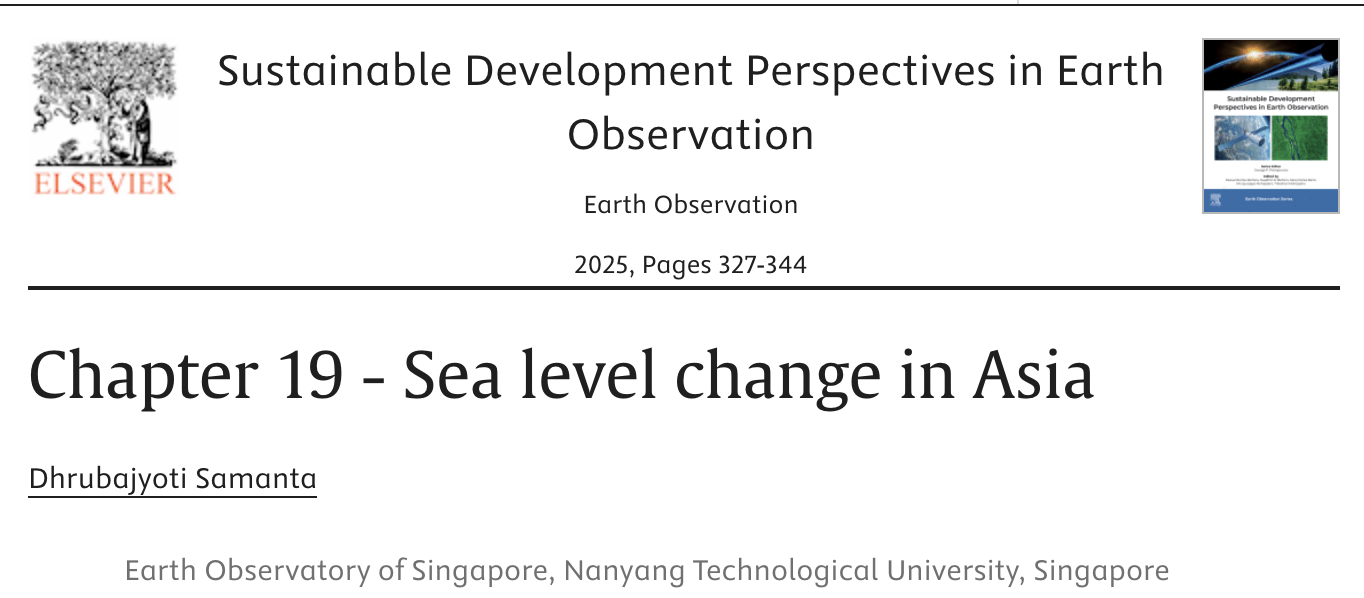 ELSEVIER
Sustainable Development Perspectives in Earth
Observation
Earth Observation
2025, Pages 327-344
Sustainable Development
Perspectives in Earth Observation
Earth Observation Series
Chapter 19 - Sea level change in Asia
Dhrubajyoti Samanta
Earth Observatory of Singapore, Nanyang Technological University, Singapore